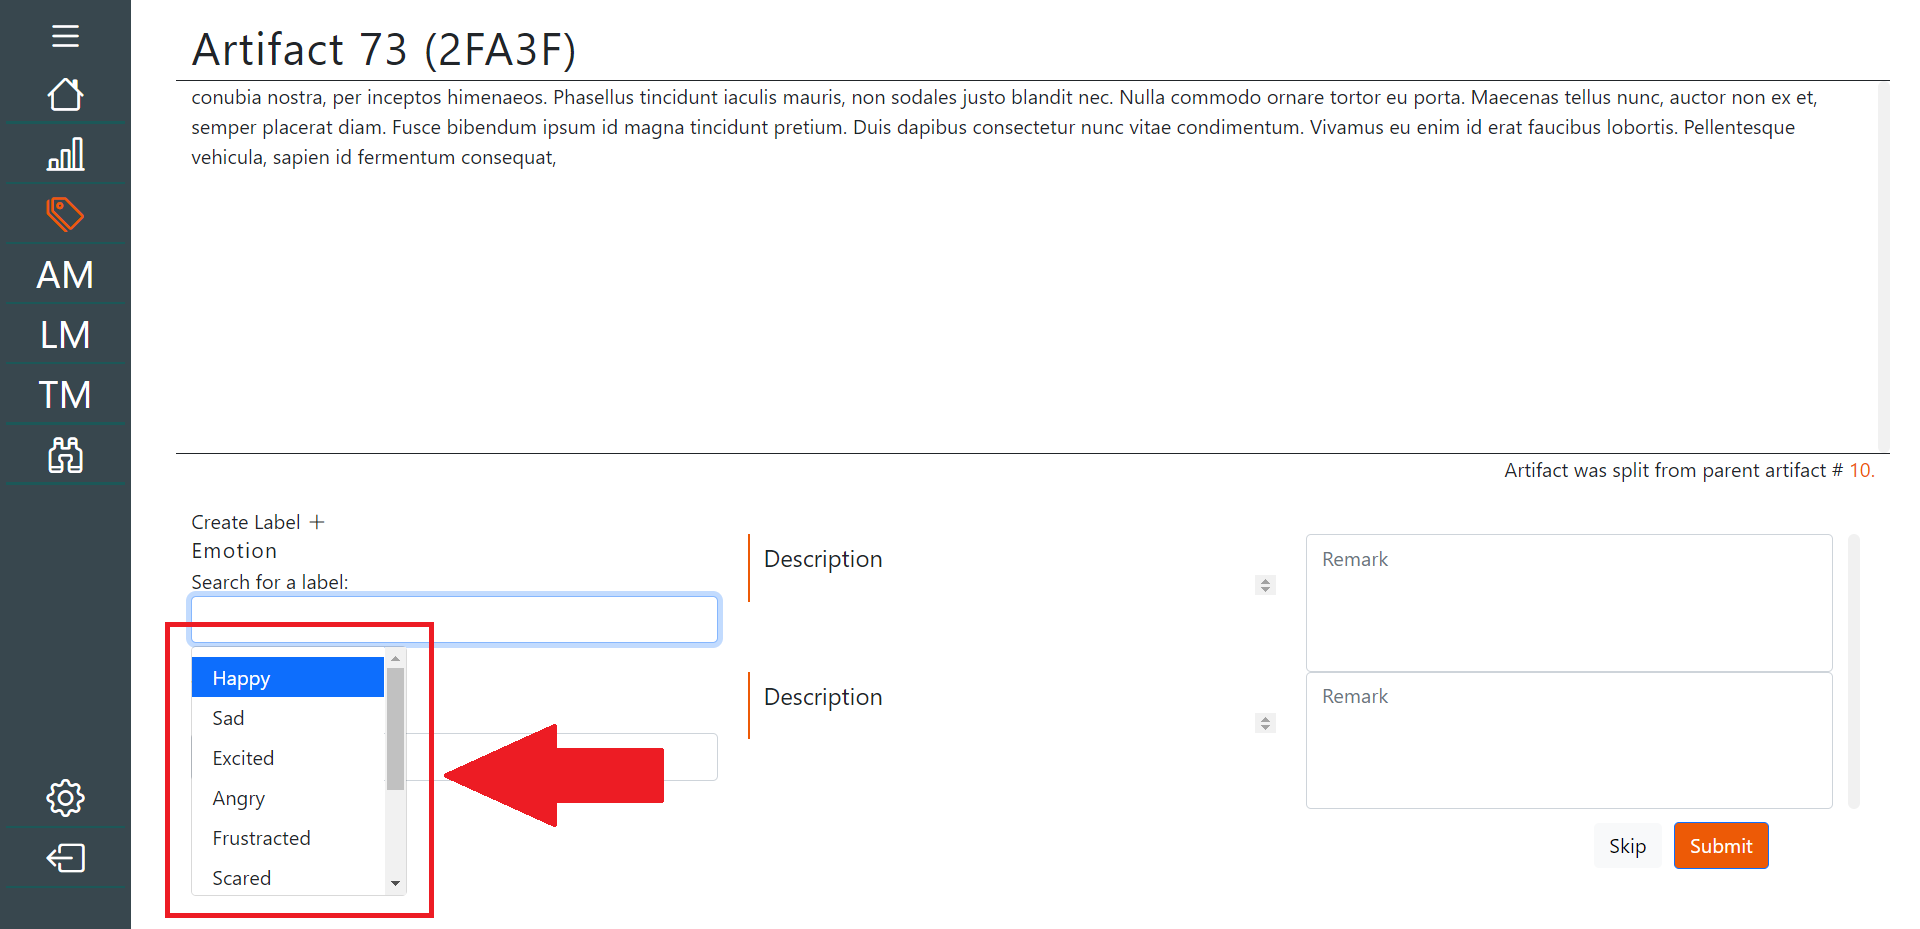 Artifact 73 (2FA3F)
conubia nostra, per inceptos himenaeos. Phasellus tincidunt iaculis mauris, non sodales justo blandit nec. Nulla commodo ornare tortor eu porta. Maecenas tellus nunc, auctor non ex et,
semper placerat diam. Fusce bibendum ipsum id magna tincidunt pretium. Duis dapibus consectetur nunc vitae condimentum. Vivamus eu enim id erat faucibus lobortis. Pellentesque
vehicula, sapien id fermentum consequat,
AM
LM
TM
Artifact was split from parent artifact # 10.
Create Label +
Emotion
Search for a label:
Happy
Sad
Excited
Angry
Frustracted
Scared
Description
Remark
Description
Remark
Skip
Submit